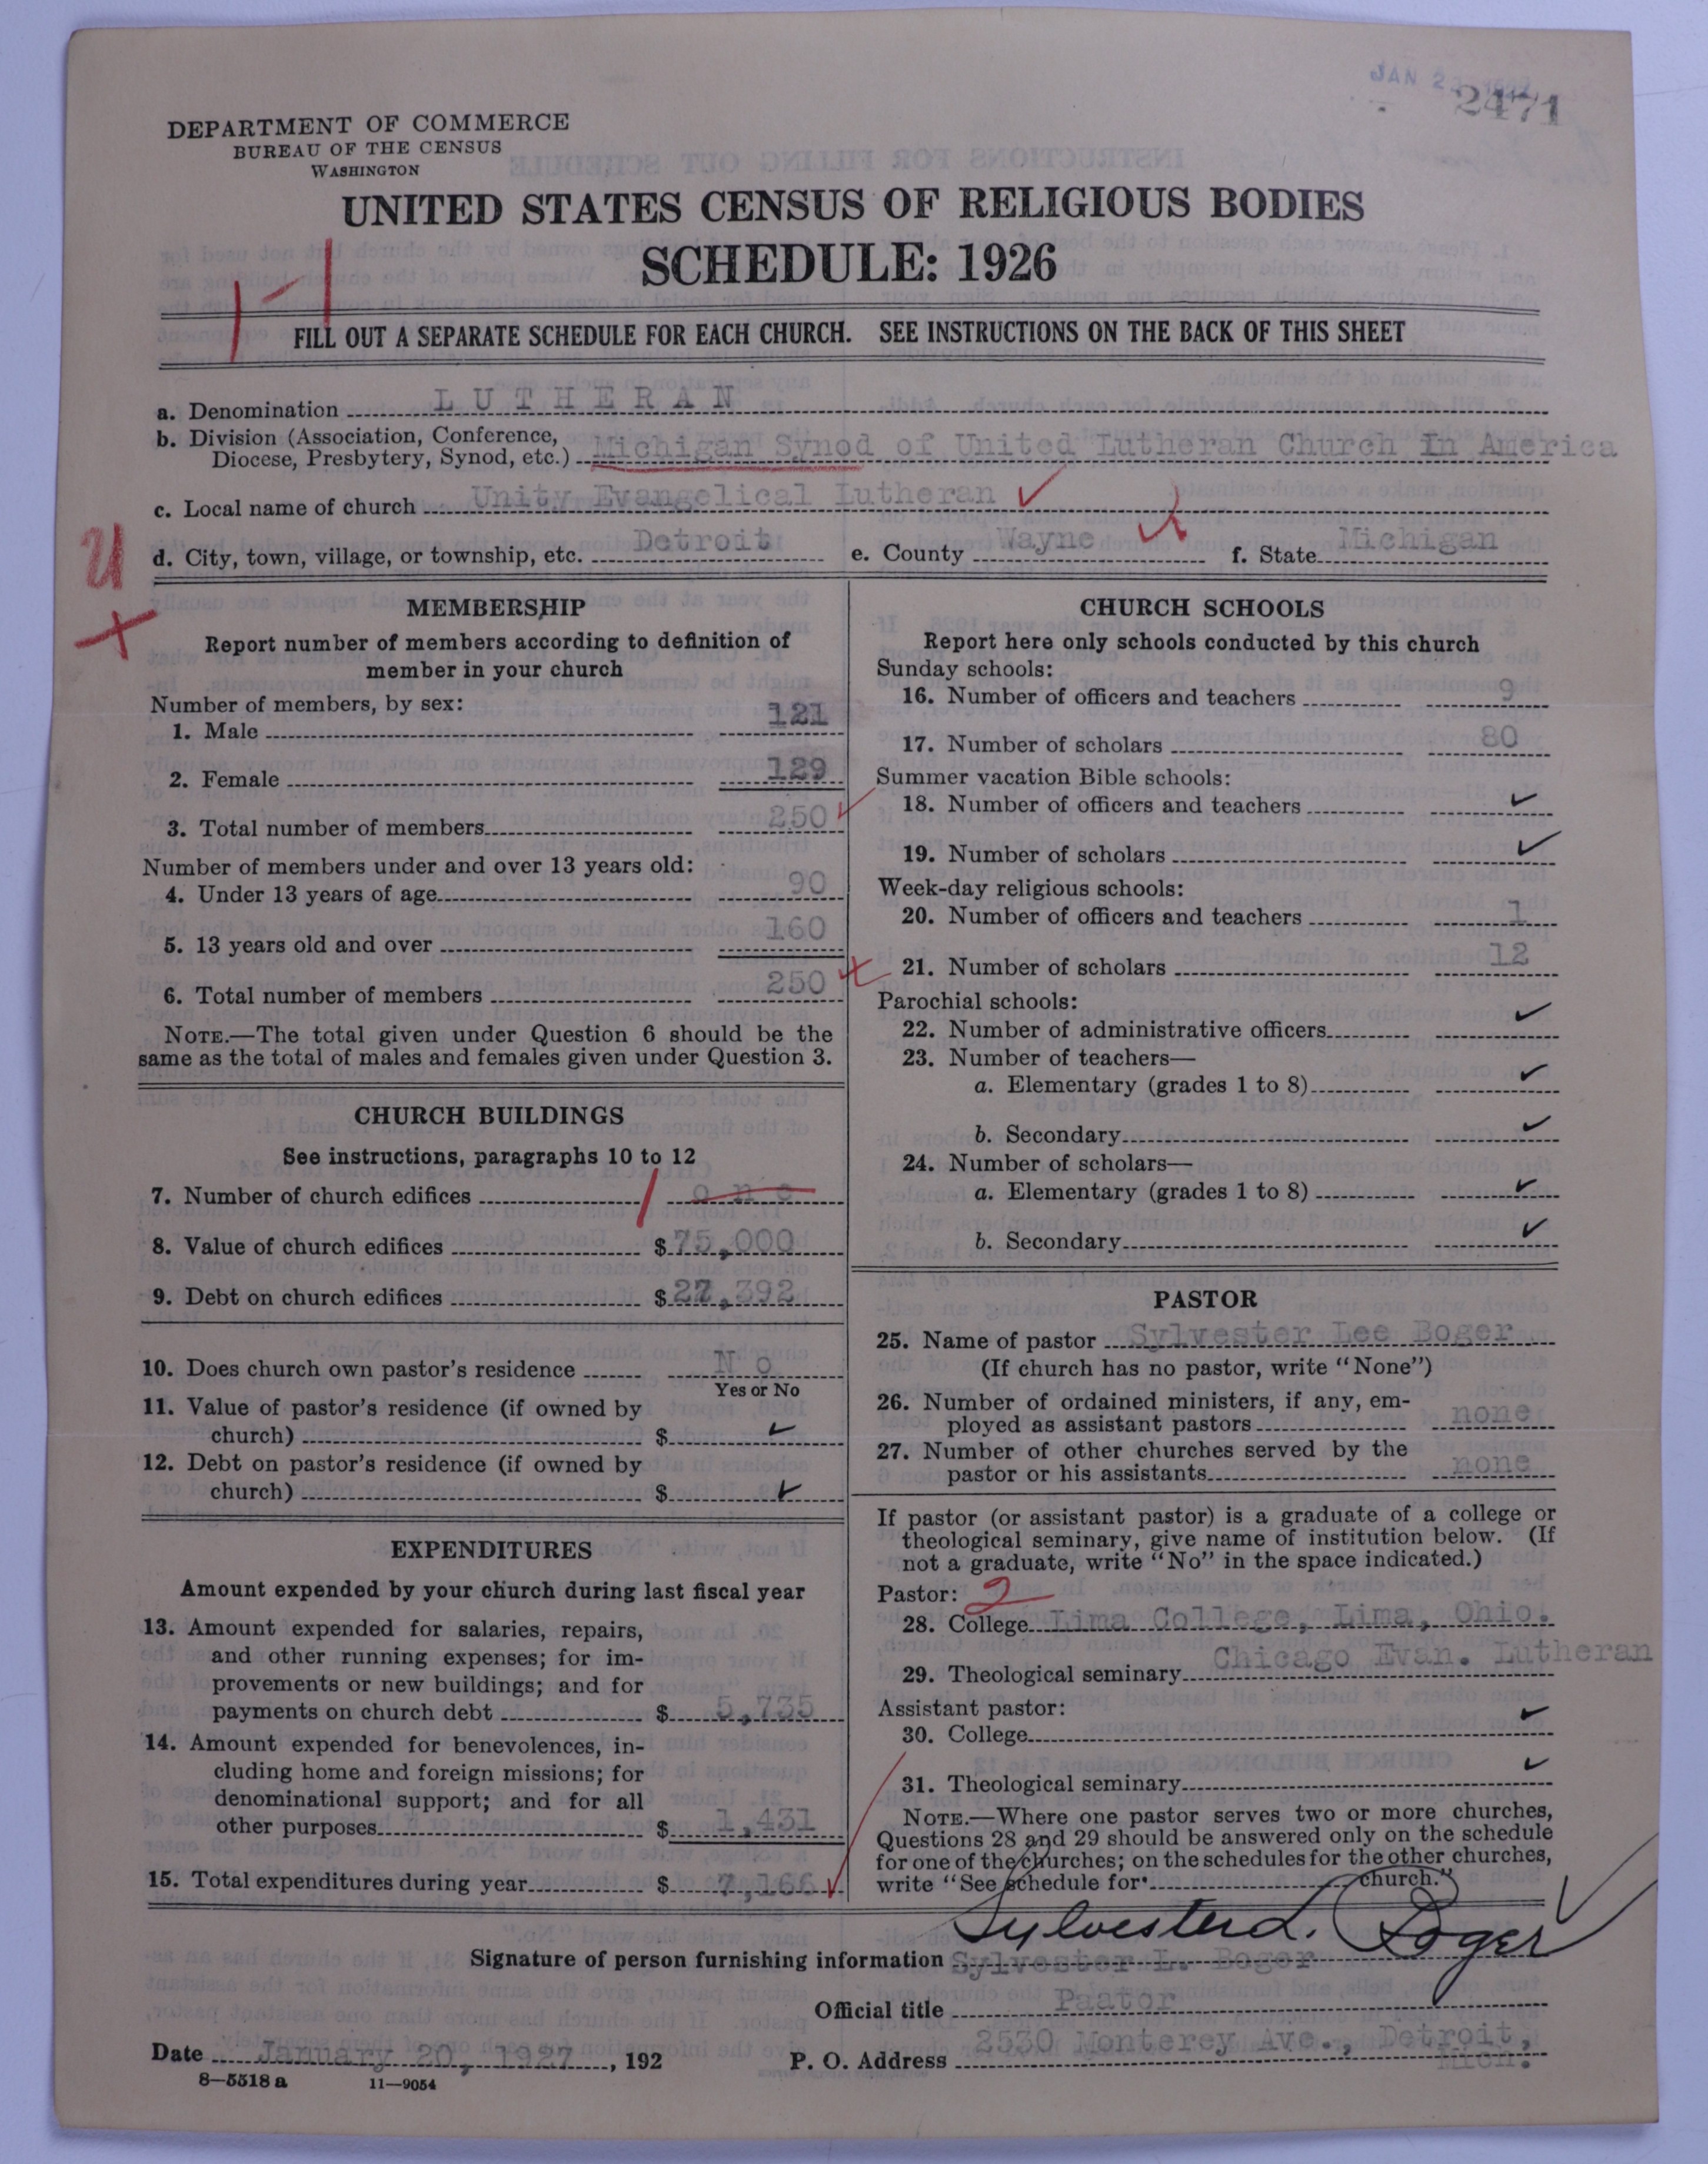 JAN 2
2471
DEPARTMENT OF COMMERCE
BUREAU OF THE CENSUS
WASHINGTON
UNITED STATES CENSUS OF RELIGIOUS BODIES
SCHEDULE: 1926
1-1
FILL OUT A SEPARATE SCHEDULE FOR EACH CHURCH. SEE INSTRUCTIONS ON THE BACK OF THIS SHEET
a. Denomination LUTHERAN
b. Division (Association, Conference,
Diocese, Presbytery, Synod, etc.) Michigan Synod of United Lutheran Church In America
c. Local name of church Unity Evangelical Lutheran ✓
U
d. City, town, village, or township, etc. Detroit e. County Wayne f. State Michigan
+
MEMBERSHIP
Report number of members according to definition of
member in your church
Number of members, by sex:
1. Male 121
2. Female 129
3. Total number of members 250 ✓
Number of members under and over 13 years old:
4. Under 13 years of age 90
5. 13 years old and over 160
6. Total number of members 250
NOTE.—The total given under Question 6 should be the
same as the total of males and females given under Question 3.
CHURCH BUILDINGS
See instructions, paragraphs 10 to 12
7. Number of church edifices 1 one
8. Value of church edifices $75,000
9. Debt on church edifices $27,392
10. Does church own pastor's residence No
Yes or No
11. Value of pastor's residence (if owned by
church) $ ✓
12. Debt on pastor's residence (if owned by
church) $ ✓
EXPENDITURES
Amount expended by your church during last fiscal year
13. Amount expended for salaries, repairs,
and other running expenses; for im-
provements or new buildings; and for
payments on church debt $ 5,735
14. Amount expended for benevolences, in-
cluding home and foreign missions; for
denominational support; and for all
other purposes $ 1,431
15. Total expenditures during year $ 7,166 ✓
CHURCH SCHOOLS
Report here only schools conducted by this church
Sunday schools:
16. Number of officers and teachers 9
17. Number of scholars 80
Summer vacation Bible schools:
18. Number of officers and teachers ✓
19. Number of scholars ✓
Week-day religious schools:
20. Number of officers and teachers 1
21. Number of scholars 12
Parochial schools:
22. Number of administrative officers ✓
23. Number of teachers—
a. Elementary (grades 1 to 8) ✓
b. Secondary ✓
24. Number of scholars—
a. Elementary (grades 1 to 8) ✓
b. Secondary ✓
PASTOR
25. Name of pastor Sylvester Lee Boger
(If church has no pastor, write "None")
26. Number of ordained ministers, if any, em-
ployed as assistant pastors none
27. Number of other churches served by the
pastor or his assistants none
If pastor (or assistant pastor) is a graduate of a college or
theological seminary, give name of institution below. (If
not a graduate, write "No" in the space indicated.)
Pastor: 2
28. College Lima College, Lima, Ohio.
29. Theological seminary Chicago Evan. Lutheran
Assistant pastor:
30. College ✓
31. Theological seminary ✓
NOTE.—Where one pastor serves two or more churches,
Questions 28 and 29 should be answered only on the schedule
for one of the churches; on the schedules for the other churches,
write "See schedule for church."
Sylvester L. Boger
Signature of person furnishing information Sylvester L. Boger
Official title Pastor
Date January 20, 1927, 192 P. O. Address 2530 Monterey Ave., Detroit,
Mich.
8—5518 a 11—9054